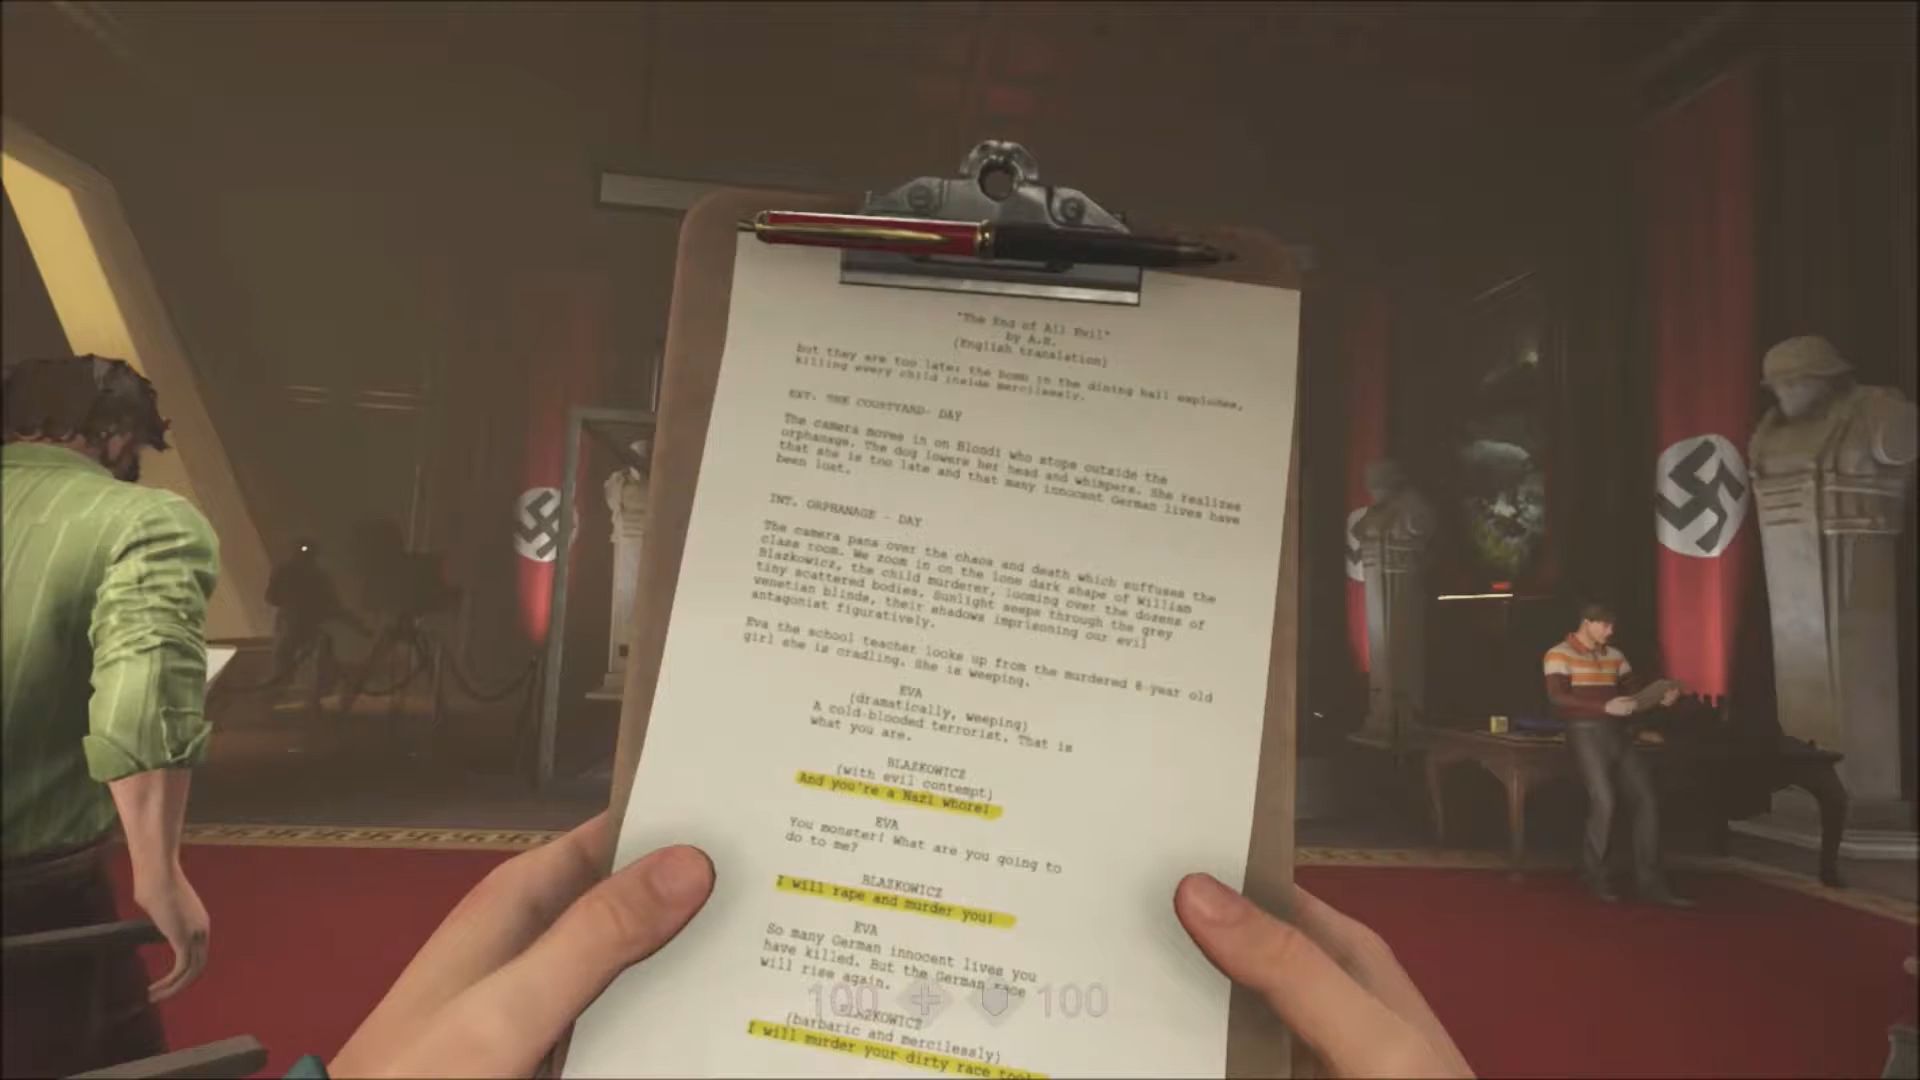 "The End of All Evil"
by A.H.
(English translation)
but they are too late: the bomb in the dining hall explodes,
killing every child inside mercilessly.
EXT. THE COURTYARD- DAY
The camera moves in on Blondi who stops outside the
orphanage. The dog lowers her head and whimpers. She realizes
that she is too late and that many innocent German lives have
been lost.
INT. ORPHANAGE - DAY
The camera pans over the chaos and death which suffuses the
class room. We zoom in on the lone dark shape of William
Blazkowicz, the child murderer, looming over the dozens of
tiny scattered bodies. Sunlight seeps through the grey
venetian blinds, their shadows imprisoning our evil
antagonist figuratively.
Eva the school teacher looks up from the murdered 8-year old
girl she is cradling. She is weeping.
EVA
(dramatically, weeping)
A cold-blooded terrorist. That is
what you are.
BLAZKOWICZ
(with evil contempt)
And you're a Nazi whore!
EVA
You monster! What are you going to
do to me?
BLAZKOWICZ
I will rape and murder you!
EVA
So many German innocent lives you
have killed. But the German race
will rise again.
BLAZKOWICZ
(barbaric and mercilessly)
I will murder your dirty race too!
100 100